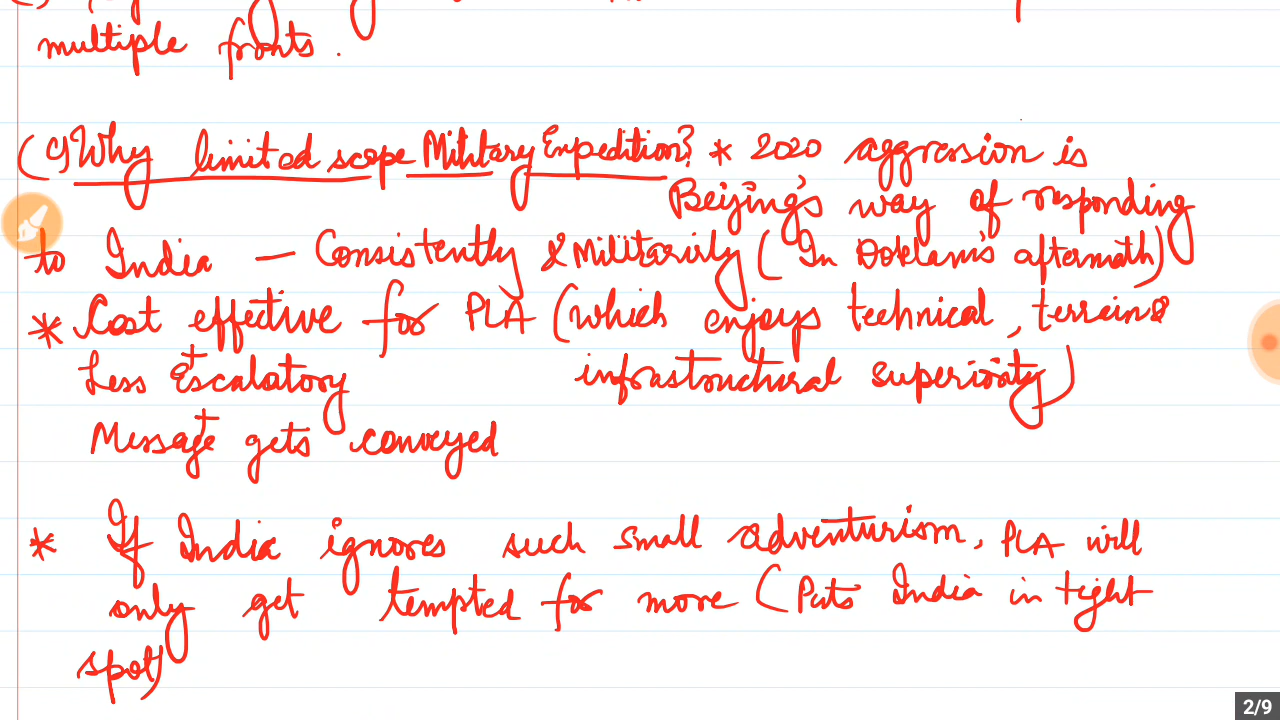 multiple fronts.
(c) Why limited scope Military Expedition? * 2020 aggression is
Beijing's way of responding
to India — Consistently & Militarily (In Doklam's aftermath)
* Cost effective for PLA (which enjoys technical, terrain &
+
Less Escalatory infrastructural superiority)
+
Message gets conveyed
* If India ignores such small adventurism, PLA will
only get tempted for more (Puts India in tight
spot)
2/9